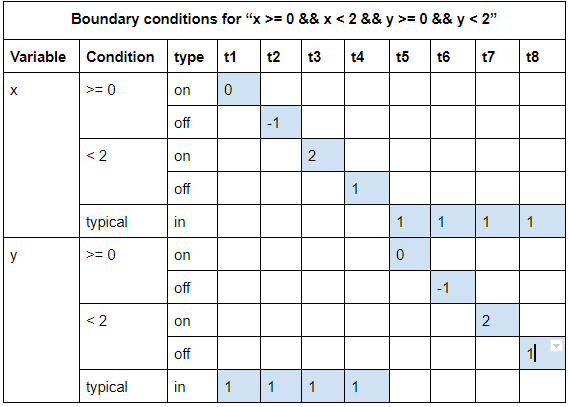 Boundary conditions for “x >= 0 && x < 2 && y >= 0 && y < 2”
Variable Condition type t1 t2 t3 t4 t5 t6 t7 t8
x >= 0 on 0
off -1
< 2 on 2
off 1
typical in 1 1 1 1
y >= 0 on 0
off -1
< 2 on 2
off 1
typical in 1 1 1 1